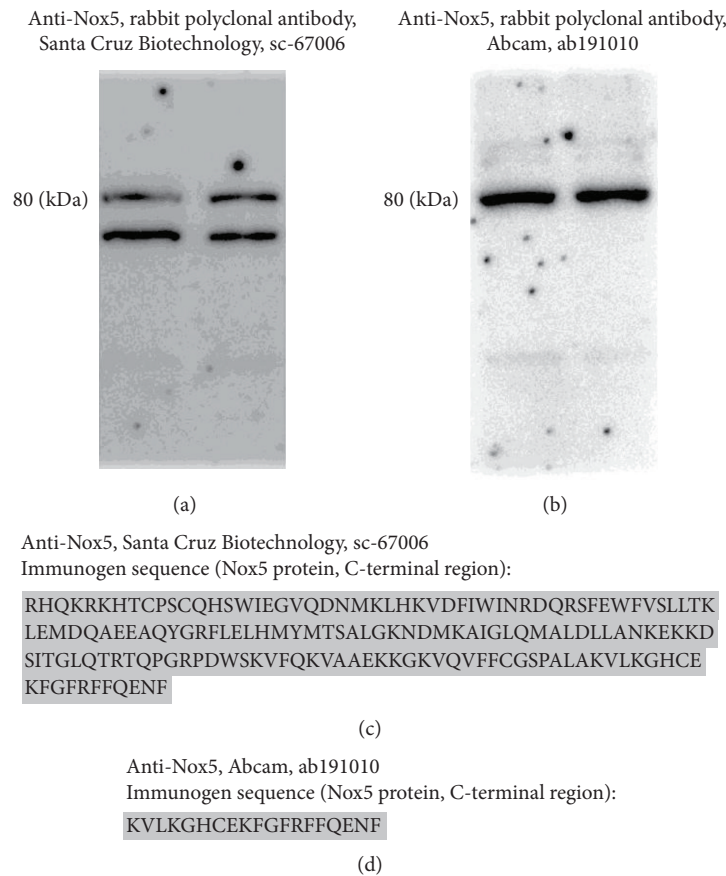 Anti-Nox5, rabbit polyclonal antibody,
Santa Cruz Biotechnology, sc-67006
Anti-Nox5, rabbit polyclonal antibody,
Abcam, ab191010
80 (kDa)
80 (kDa)
(a)
(b)
Anti-Nox5, Santa Cruz Biotechnology, sc-67006
Immunogen sequence (Nox5 protein, C-terminal region):
RHQKRKHTCPSCQHSWIEGVQDNMKLHKVDFIWINRDQRSFEWFVSLLTK
LEMDQAEEAQYGRFLELHMYMTSALGKNDMKAIGLQMALDLLANKEKKD
SITGLQTRTQPGRPDWSKVFQKVAAEKKGKVQVFFCGSPALAKVLKGHCE
KFGFRFFQENF
(c)
Anti-Nox5, Abcam, ab191010
Immunogen sequence (Nox5 protein, C-terminal region):
KVLKGHCEKFGFRFFQENF
(d)